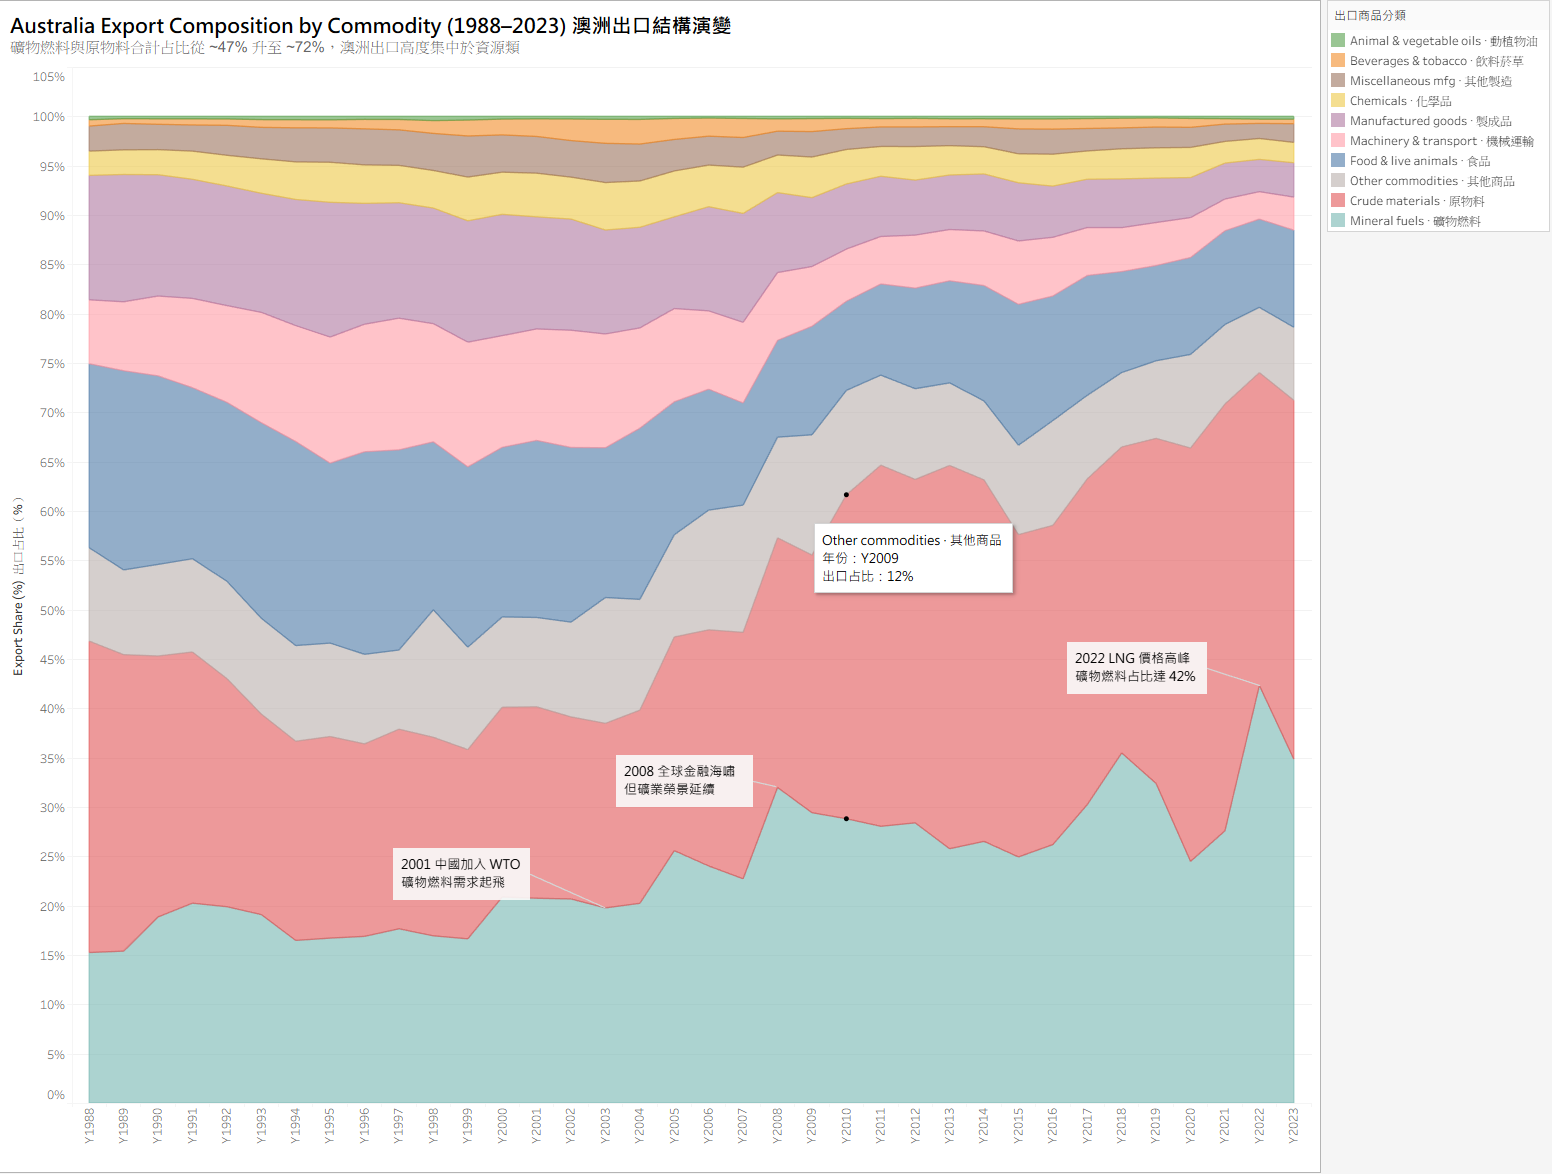 Australia Export Composition by Commodity (1988–2023) 澳洲出口結構演變
礦物燃料與原物料合計占比從 ~47% 升至 ~72%，澳洲出口高度集中於資源類
105%
100%
95%
90%
85%
80%
75%
70%
65%
60%
55%
50%
45%
40%
35%
30%
25%
20%
15%
10%
5%
0%
Export Share (%) 出口占比（%）
Other commodities · 其他商品
年份：Y2009
出口占比：12%
2022 LNG 價格高峰
礦物燃料占比達 42%
2008 全球金融海嘯
但礦業榮景延續
2001 中國加入 WTO
礦物燃料需求起飛
Y1988
Y1989
Y1990
Y1991
Y1992
Y1993
Y1994
Y1995
Y1996
Y1997
Y1998
Y1999
Y2000
Y2001
Y2002
Y2003
Y2004
Y2005
Y2006
Y2007
Y2008
Y2009
Y2010
Y2011
Y2012
Y2013
Y2014
Y2015
Y2016
Y2017
Y2018
Y2019
Y2020
Y2021
Y2022
Y2023
出口商品分類
Animal & vegetable oils · 動植物油
Beverages & tobacco · 飲料菸草
Miscellaneous mfg · 其他製造
Chemicals · 化學品
Manufactured goods · 製成品
Machinery & transport · 機械運輸
Food & live animals · 食品
Other commodities · 其他商品
Crude materials · 原物料
Mineral fuels · 礦物燃料